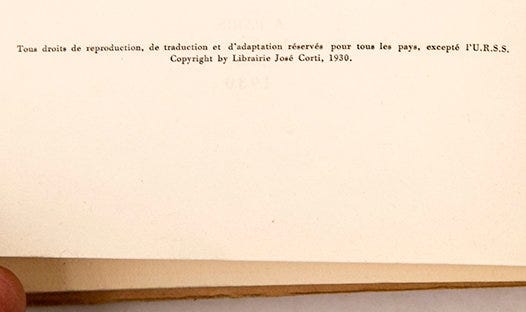 Tous droits de reproduction, de traduction et d'adaptation réservés pour tous les pays, excepté l'U.R.S.S.
Copyright by Librairie José Corti, 1930.